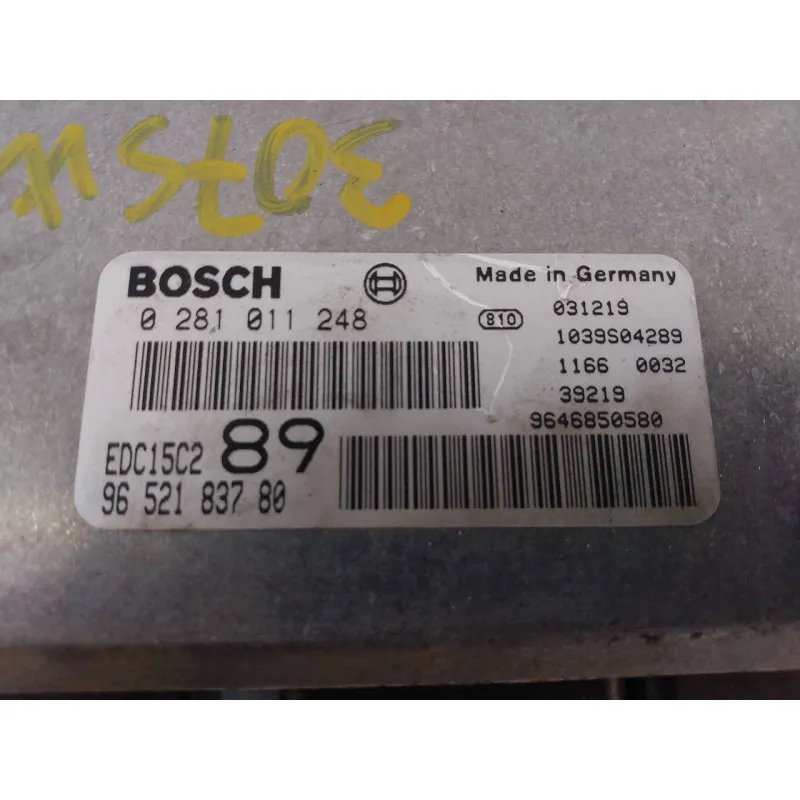 307SW
BOSCH
Made in Germany
0 281 011 248
810
031219
1039S04289
1166 0032
39219
9646850580
EDC15C2 89
96 521 837 80